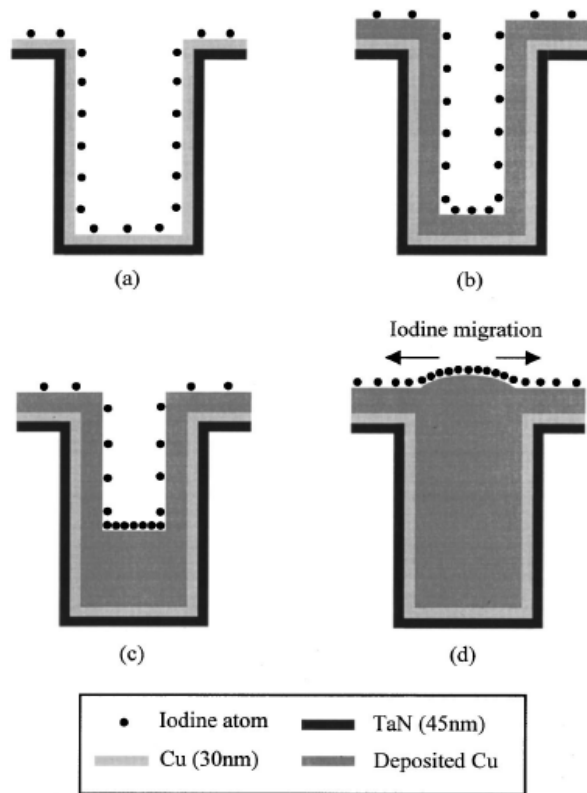 (a)
(b)
Iodine migration
(c)
(d)
Iodine atom
TaN (45nm)
Cu (30nm)
Deposited Cu